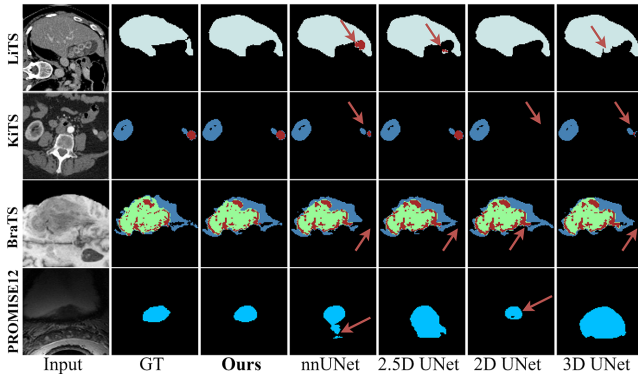 LiTS
KiTS
BraTS
PROMISE12
Input GT Ours nnUNet 2.5D UNet 2D UNet 3D UNet